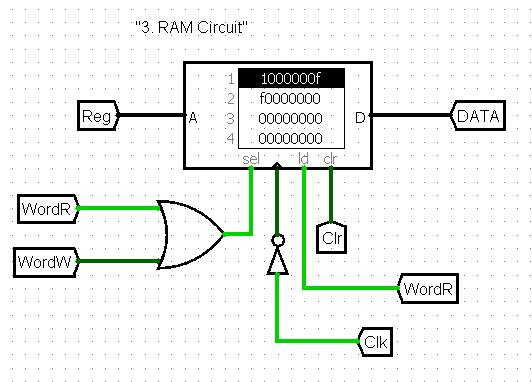 "3. RAM Circuit"
1 1000000f
2 f0000000
3 00000000
4 00000000
Reg A D DATA
sel ld clr
WordR
Clr
WordW
WordR
Clk